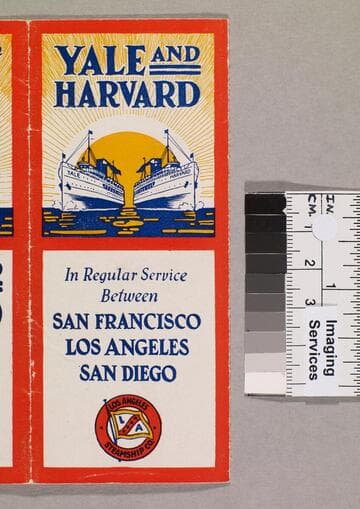 YALE AND
HARVARD
YALE
HARVARD
In Regular Service
Between
SAN FRANCISCO
LOS ANGELES
SAN DIEGO
LOS ANGELES
L A
STEAMSHIP CO.
IN.
CM.
1
2
1
3
Imaging
Services